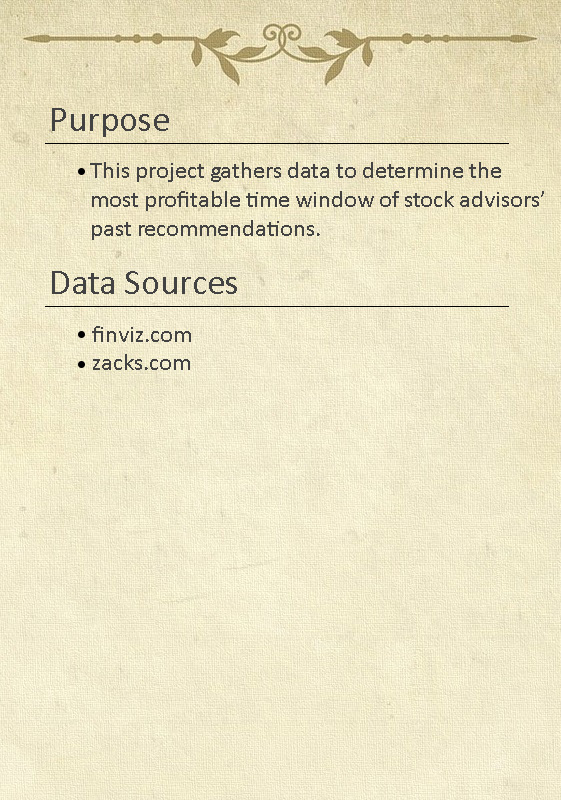 Purpose
• This project gathers data to determine the
most profitable time window of stock advisors’
past recommendations.
Data Sources
• finviz.com
• zacks.com